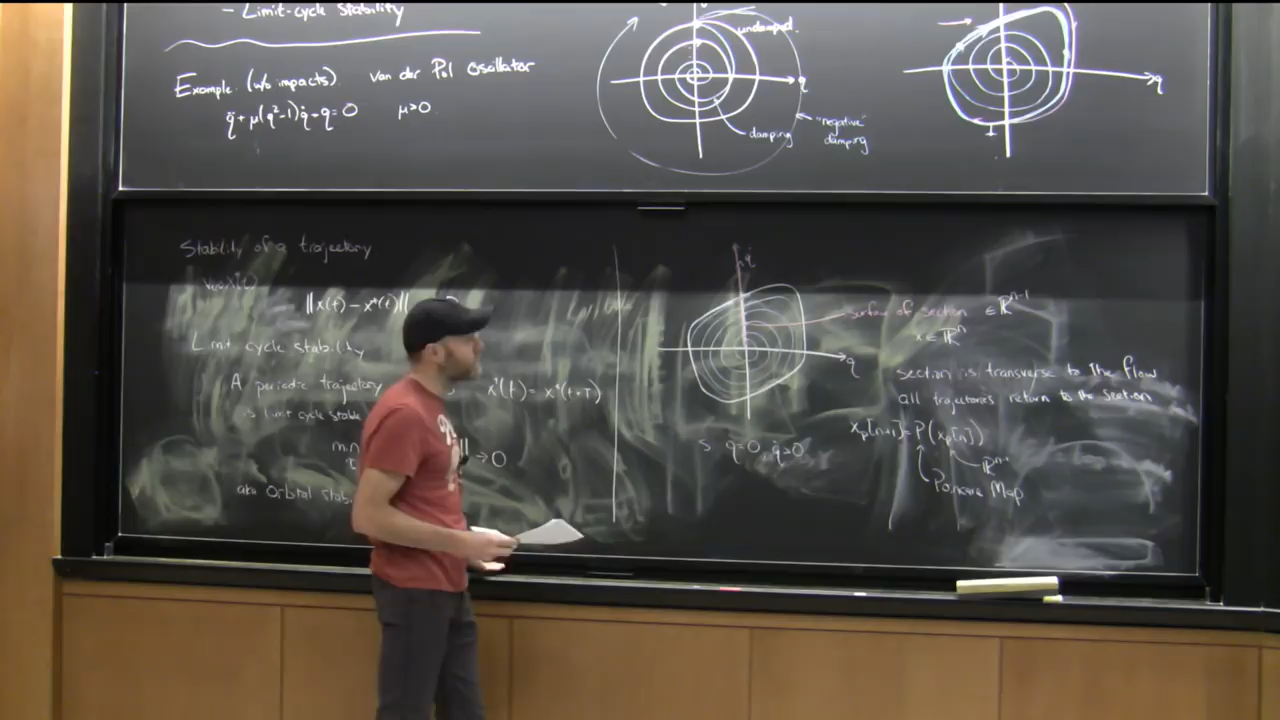 - Limit-cycle Stability
Example (w/o impacts). van der Pol Oscillator
q̈ + μ(q²-1)q̇ + q = 0 μ>0
undamped
q
damping
"negative" damping
q
Stability of a trajectory
|| x(t) - x*(t) ||
Limit cycle stability
A periodic trajectory
x*(t) = x*(t+T)
is limit cycle stable
min
→ 0
aka Orbital
q̇
q
surface of section ∈ ℝⁿ⁻¹
x ∈ ℝⁿ
section is transverse to the flow
all trajectories return to the section
S q=0, q̇>0
x_p[n+1] = P(x_p[n])
ℝⁿ⁻¹
Poincare Map